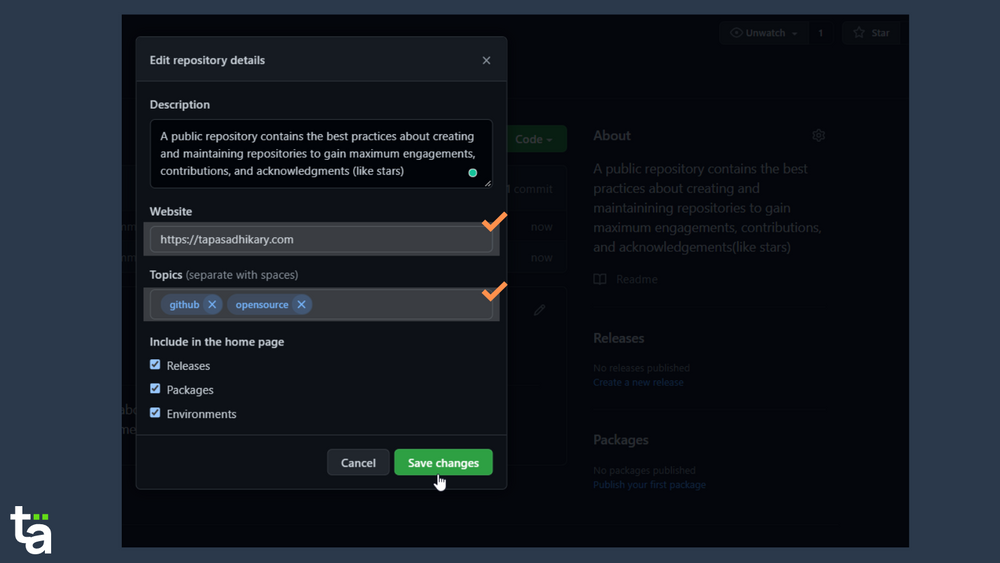 Unwatch
1
Star
Edit repository details
Description
A public repository contains the best practices about creating
and maintaining repositories to gain maximum engagements,
contributions, and acknowledgments (like stars)
Website
https://tapasadhikary.com
Topics (separate with spaces)
github
opensource
Include in the home page
Releases
Packages
Environments
Cancel
Save changes
Code
commit
now
now
About
A public repository contains the best
practices about creating and
maintainining repositories to gain
maximum engagements, contributions,
and acknowledgements(like stars)
Readme
Releases
No releases published
Create a new release
Packages
No packages published
Publish your first package
tä